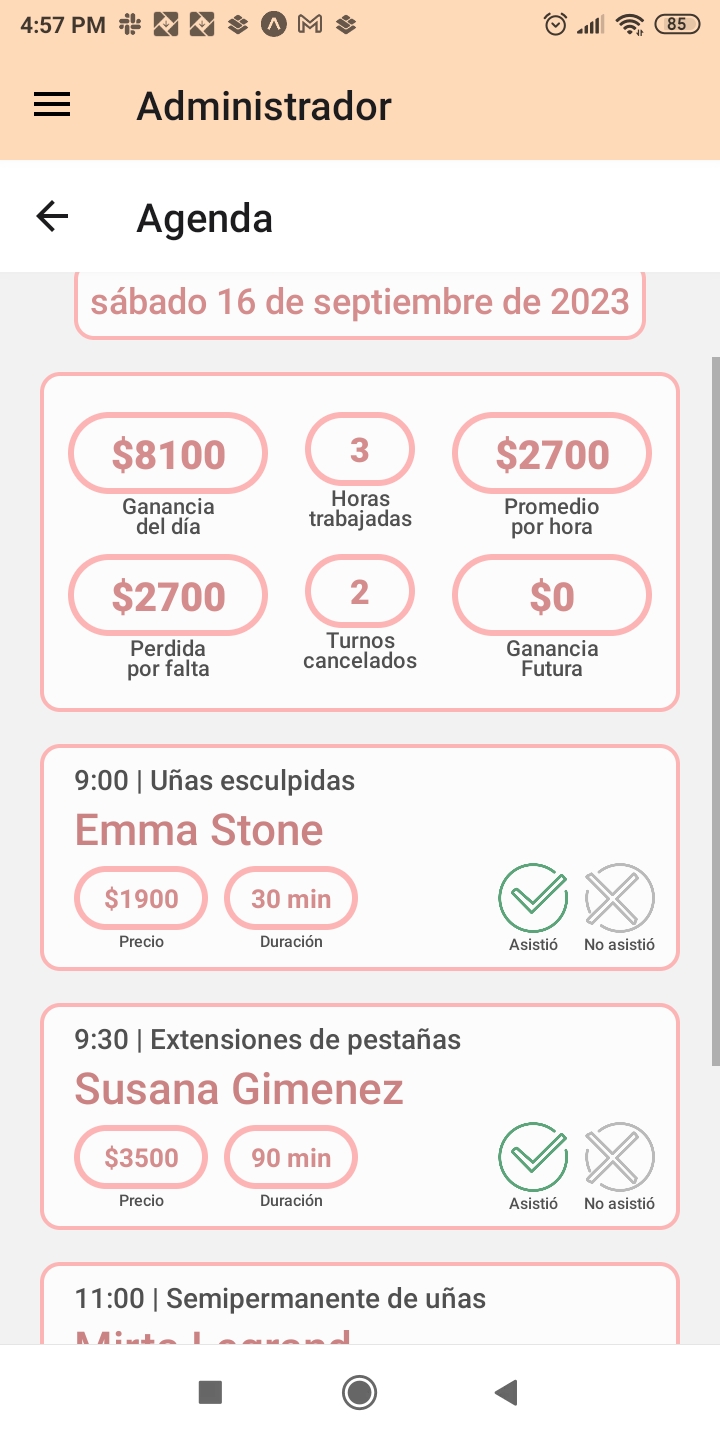 4:57 PM 85
Administrador
Agenda
sábado 16 de septiembre de 2023
$8100 3 $2700
Ganancia
del día
Horas
trabajadas
Promedio
por hora
$2700 2 $0
Perdida
por falta
Turnos
cancelados
Ganancia
Futura
9:00 | Uñas esculpidas
Emma Stone
$1900 30 min
Precio Duración Asistió No asistió
9:30 | Extensiones de pestañas
Susana Gimenez
$3500 90 min
Precio Duración Asistió No asistió
11:00 | Semipermanente de uñas